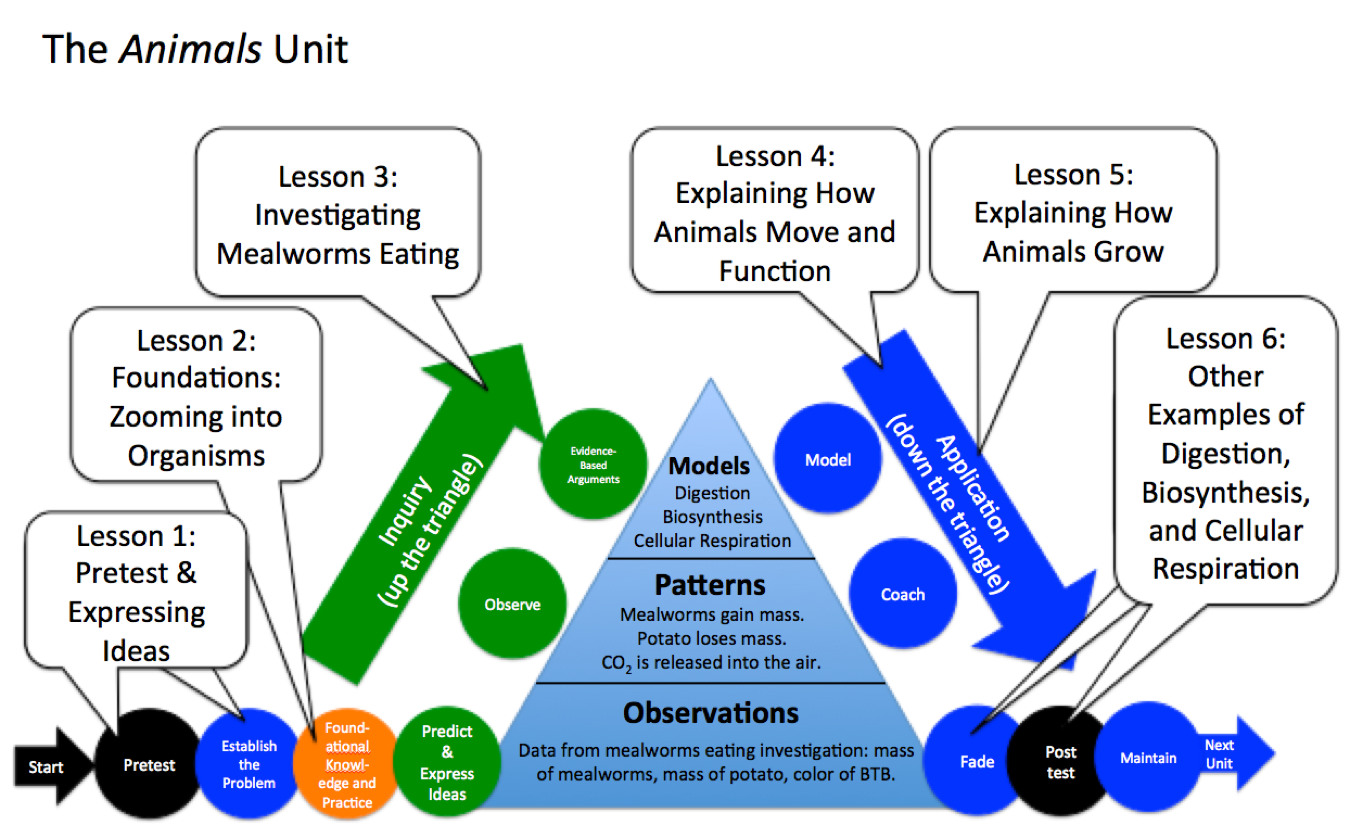 The Animals Unit
Lesson 3:
Investigating
Mealworms Eating
Lesson 4:
Explaining How
Animals Move and
Function
Lesson 5:
Explaining How
Animals Grow
Lesson 2:
Foundations:
Zooming into
Organisms
Lesson 6:
Other
Examples of
Digestion,
Biosynthesis,
and Cellular
Respiration
Lesson 1:
Pretest &
Expressing
Ideas
Inquiry
(up the triangle)
Evidence-
Based
Arguments
Observe
Models
Digestion
Biosynthesis
Cellular Respiration
Patterns
Mealworms gain mass.
Potato loses mass.
CO₂ is released into the air.
Observations
Data from mealworms eating investigation: mass
of mealworms, mass of potato, color of BTB.
Model
Coach
Application
(down the triangle)
Start
Pretest
Establish
the
Problem
Found-
ational
Knowl-
edge and
Practice
Predict
&
Express
Ideas
Fade
Post
test
Maintain
Next
Unit